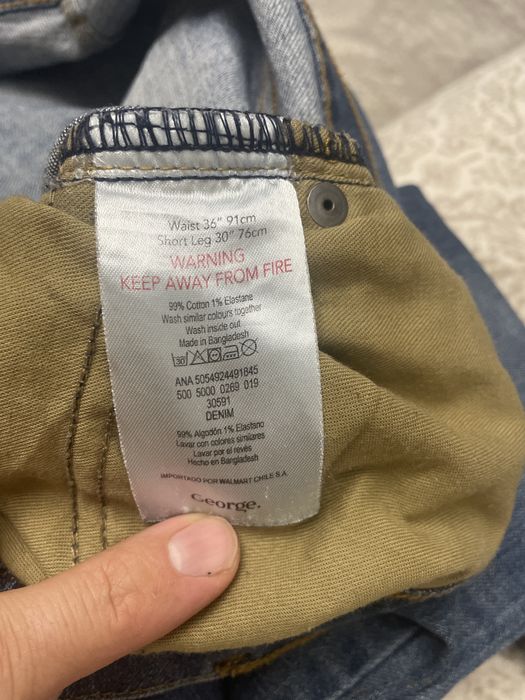 Waist 36" 91cm
Short Leg 30" 76cm
WARNING
KEEP AWAY FROM FIRE
99% Cotton 1% Elastane
Wash similar colours together
Wash inside out
Made in Bangladesh
30
ANA 5054924491845
500 5000 0269 019
30591
DENIM
99% Algodón 1% Elastano
Lavar con colores similares
Lavar por el revés
Hecho en Bangladesh
IMPORTADO POR WALMART CHILE S.A.
George.